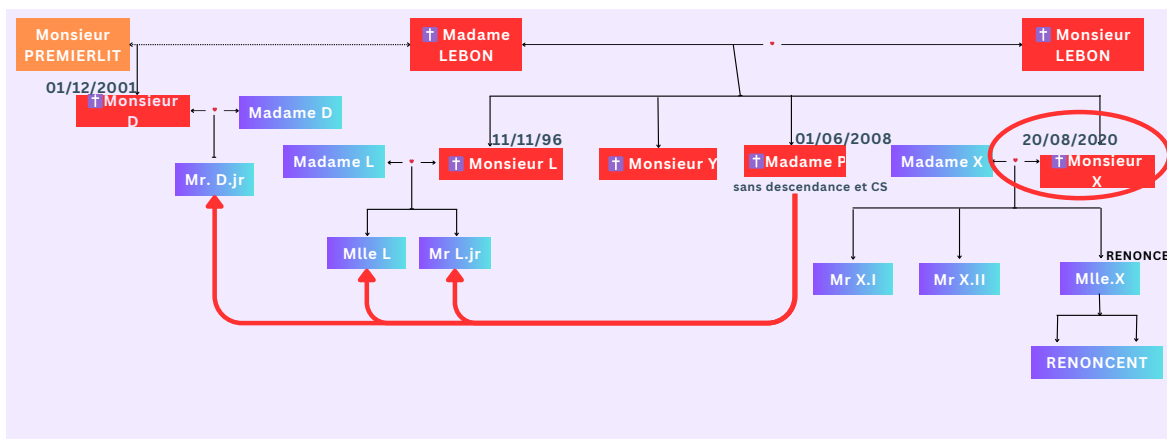 Monsieur
PREMIERLIT
✝ Madame
LEBON
✝ Monsieur
LEBON
01/12/2001
✝Monsieur
D
Madame D
11/11/96
01/06/2008
20/08/2020
Madame L
✝ Monsieur L
✝ Monsieur Y
✝Madame P
Madame X
✝Monsieur
X
Mr. D.jr
sans descendance et CS
Mlle L
Mr L.jr
RENONCE
Mr X.I
Mr X.II
Mlle.X
RENONCENT